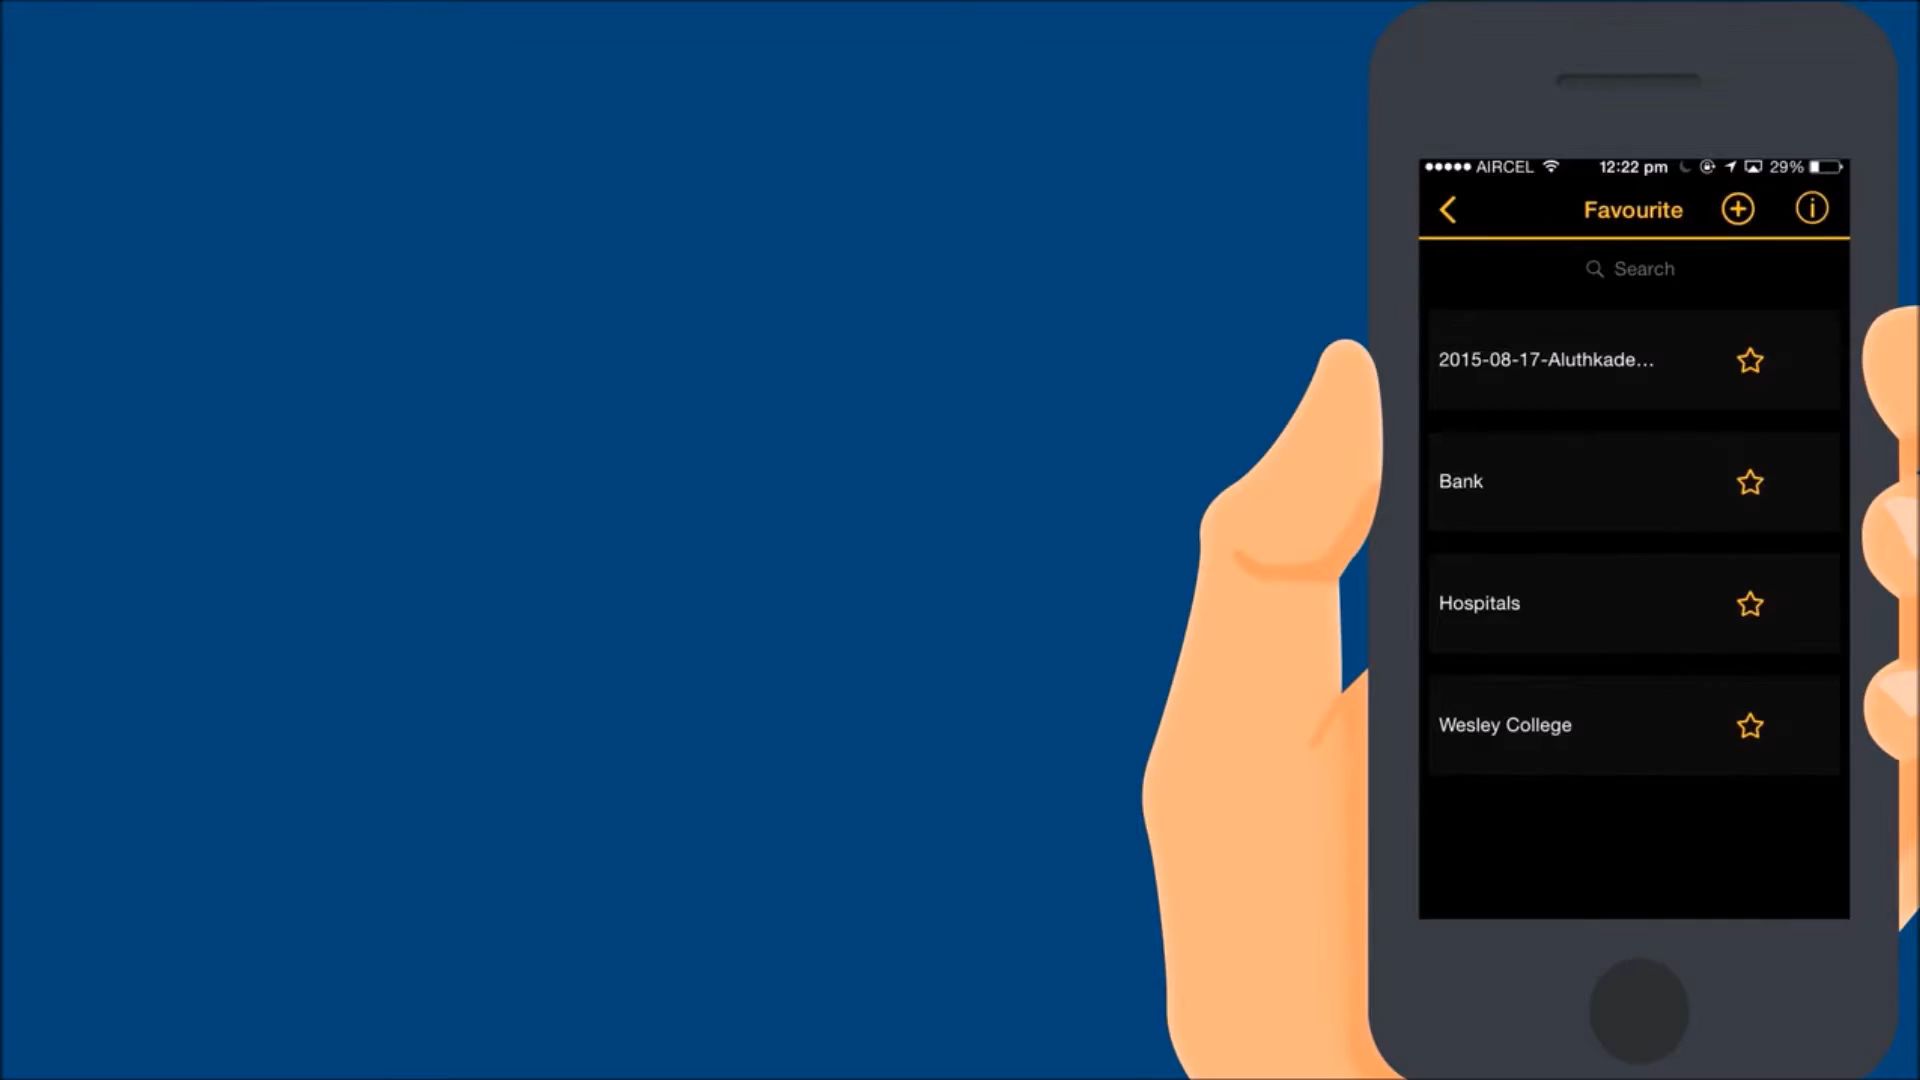 AIRCEL 12:22 pm 29%
Favourite
Search
2015-08-17-Aluthkade...
Bank
Hospitals
Wesley College